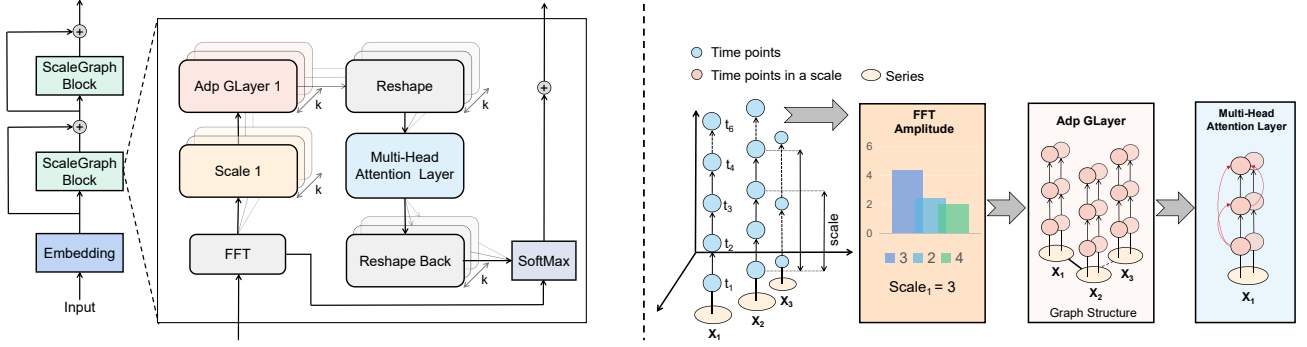 +
ScaleGraph
Block
+
ScaleGraph
Block
Embedding
Input
Adp GLayer 1
k
Reshape
k
Scale 1
k
Multi-Head
Attention Layer
FFT
Reshape Back
k
SoftMax
+
Time points
Time points in a scale
Series
t6
t4
t3
t2
t1
scale
X1
X2
X3
FFT
Amplitude
6
4
2
0
3 2 4
Scale1 = 3
Adp GLayer
X1
X2
X3
Graph Structure
Multi-Head
Attention Layer
X1